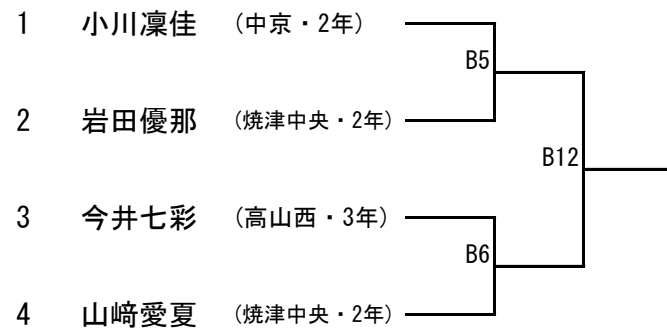 1 小川凜佳 (中京・2年)
B5
2 岩田優那 (焼津中央・2年)
B12
3 今井七彩 (高山西・3年)
B6
4 山﨑愛夏 (焼津中央・2年)